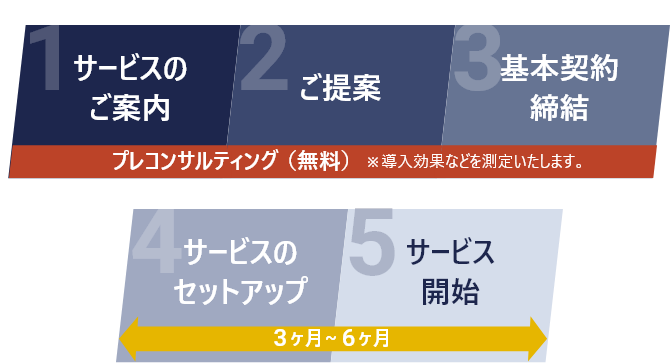 1
サービスの
ご案内
2
ご提案
3
基本契約
締結
プレコンサルティング（無料） ※導入効果などを測定いたします。
4
サービスの
セットアップ
5
サービス
開始
3ヶ月~6ヶ月